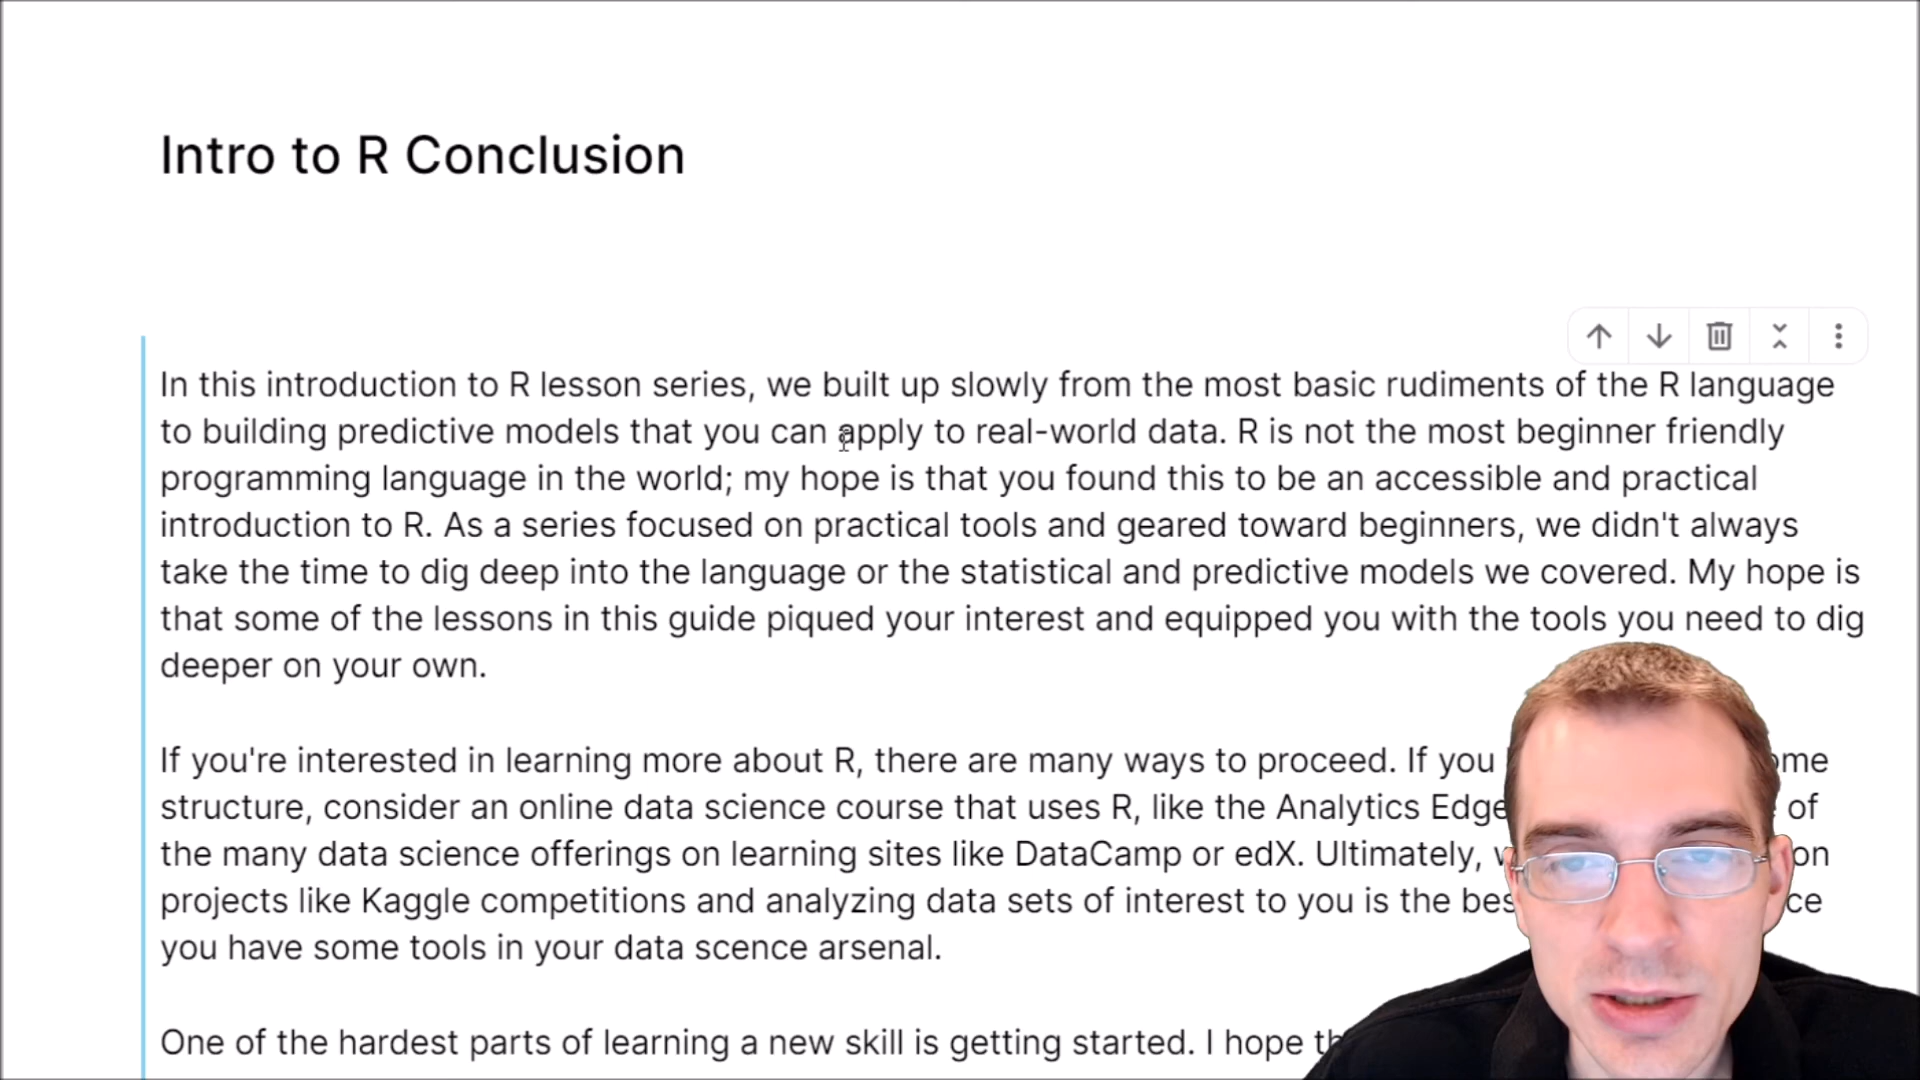 Intro to R Conclusion
In this introduction to R lesson series, we built up slowly from the most basic rudiments of the R language
to building predictive models that you can apply to real-world data. R is not the most beginner friendly
programming language in the world; my hope is that you found this to be an accessible and practical
introduction to R. As a series focused on practical tools and geared toward beginners, we didn't always
take the time to dig deep into the language or the statistical and predictive models we covered. My hope is
that some of the lessons in this guide piqued your interest and equipped you with the tools you need to dig
deeper on your own.
If you're interested in learning more about R, there are many ways to proceed. If you
structure, consider an online data science course that uses R, like the Analytics Edge of
the many data science offerings on learning sites like DataCamp or edX. Ultimately, on
projects like Kaggle competitions and analyzing data sets of interest to you is the
you have some tools in your data scence arsenal.
One of the hardest parts of learning a new skill is getting started. I hope